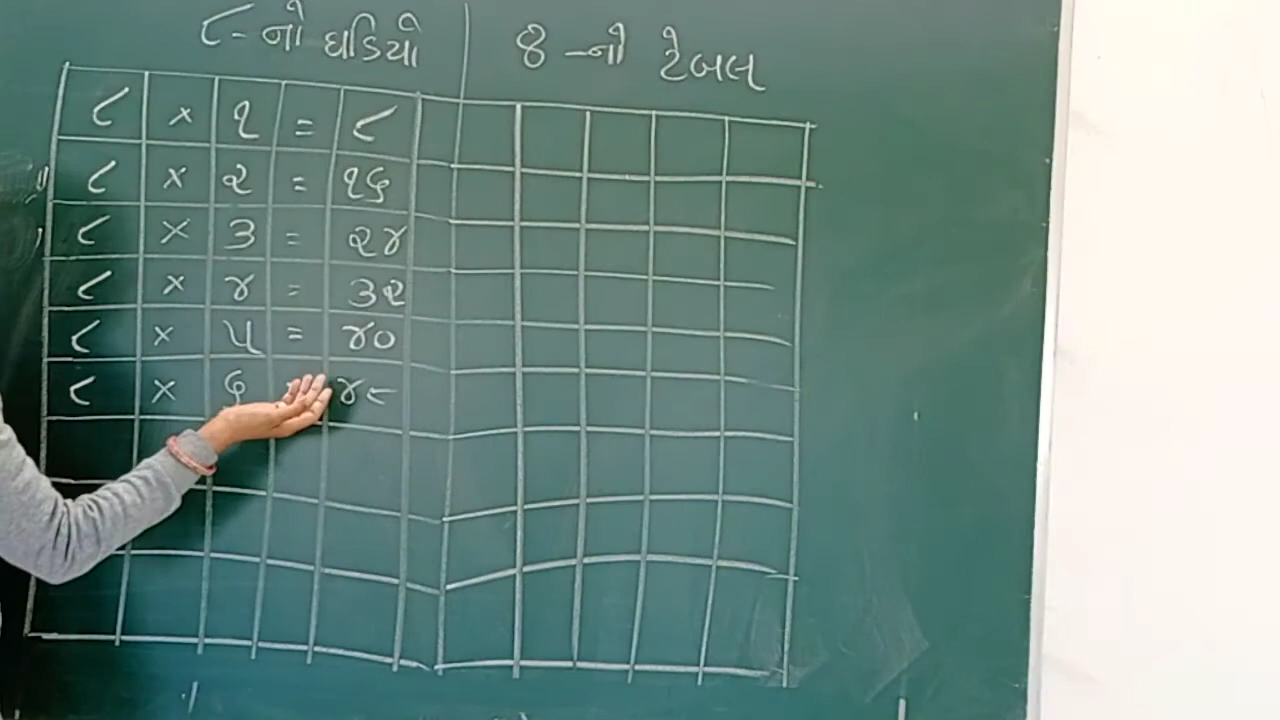 ૮-નો ઘડિયો
8-નો ટેબલ
૮ × ૧ = ૮
૮ × ૨ = ૧૬
૮ × ૩ = ૨૪
૮ × ૪ = ૩૨
૮ × ૫ = ૪૦
૮ × ૬ ૪૮